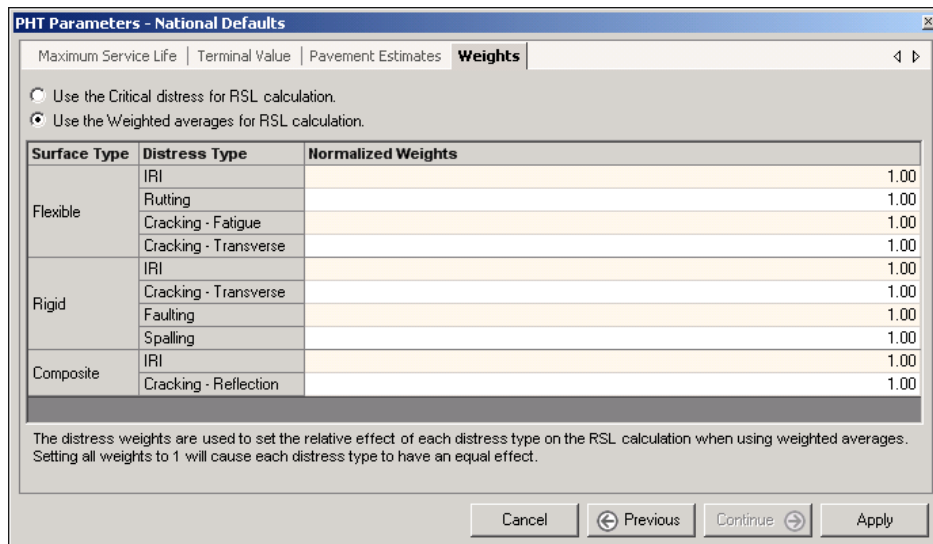 PHT Parameters - National Defaults
Maximum Service Life | Terminal Value | Pavement Estimates Weights
Use the Critical distress for RSL calculation.
Use the Weighted averages for RSL calculation.
Surface Type Distress Type Normalized Weights
Flexible
IRI 1.00
Rutting 1.00
Cracking - Fatigue 1.00
Cracking - Transverse 1.00
Rigid
IRI 1.00
Cracking - Transverse 1.00
Faulting 1.00
Spalling 1.00
Composite
IRI 1.00
Cracking - Reflection 1.00
The distress weights are used to set the relative effect of each distress type on the RSL calculation when using weighted averages.
Setting all weights to 1 will cause each distress type to have an equal effect.
Cancel Previous Continue Apply